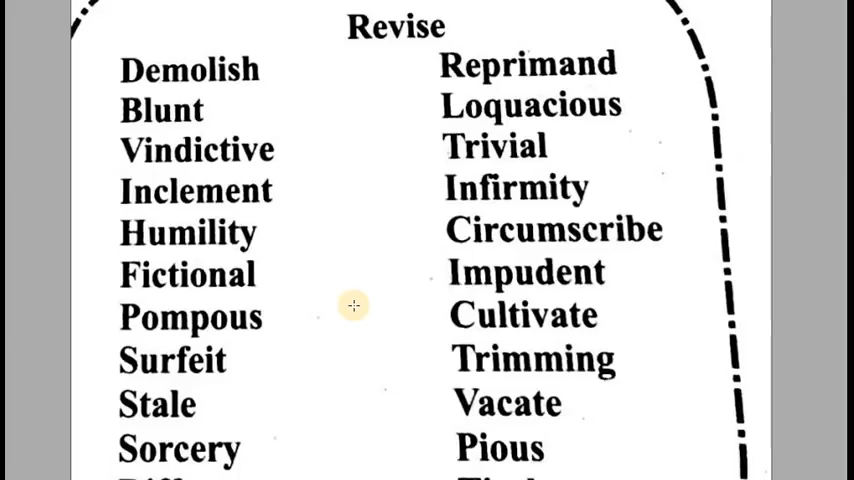 Revise
Demolish Reprimand
Blunt Loquacious
Vindictive Trivial
Inclement Infirmity
Humility Circumscribe
Fictional Impudent
Pompous Cultivate
Surfeit Trimming
Stale Vacate
Sorcery Pious